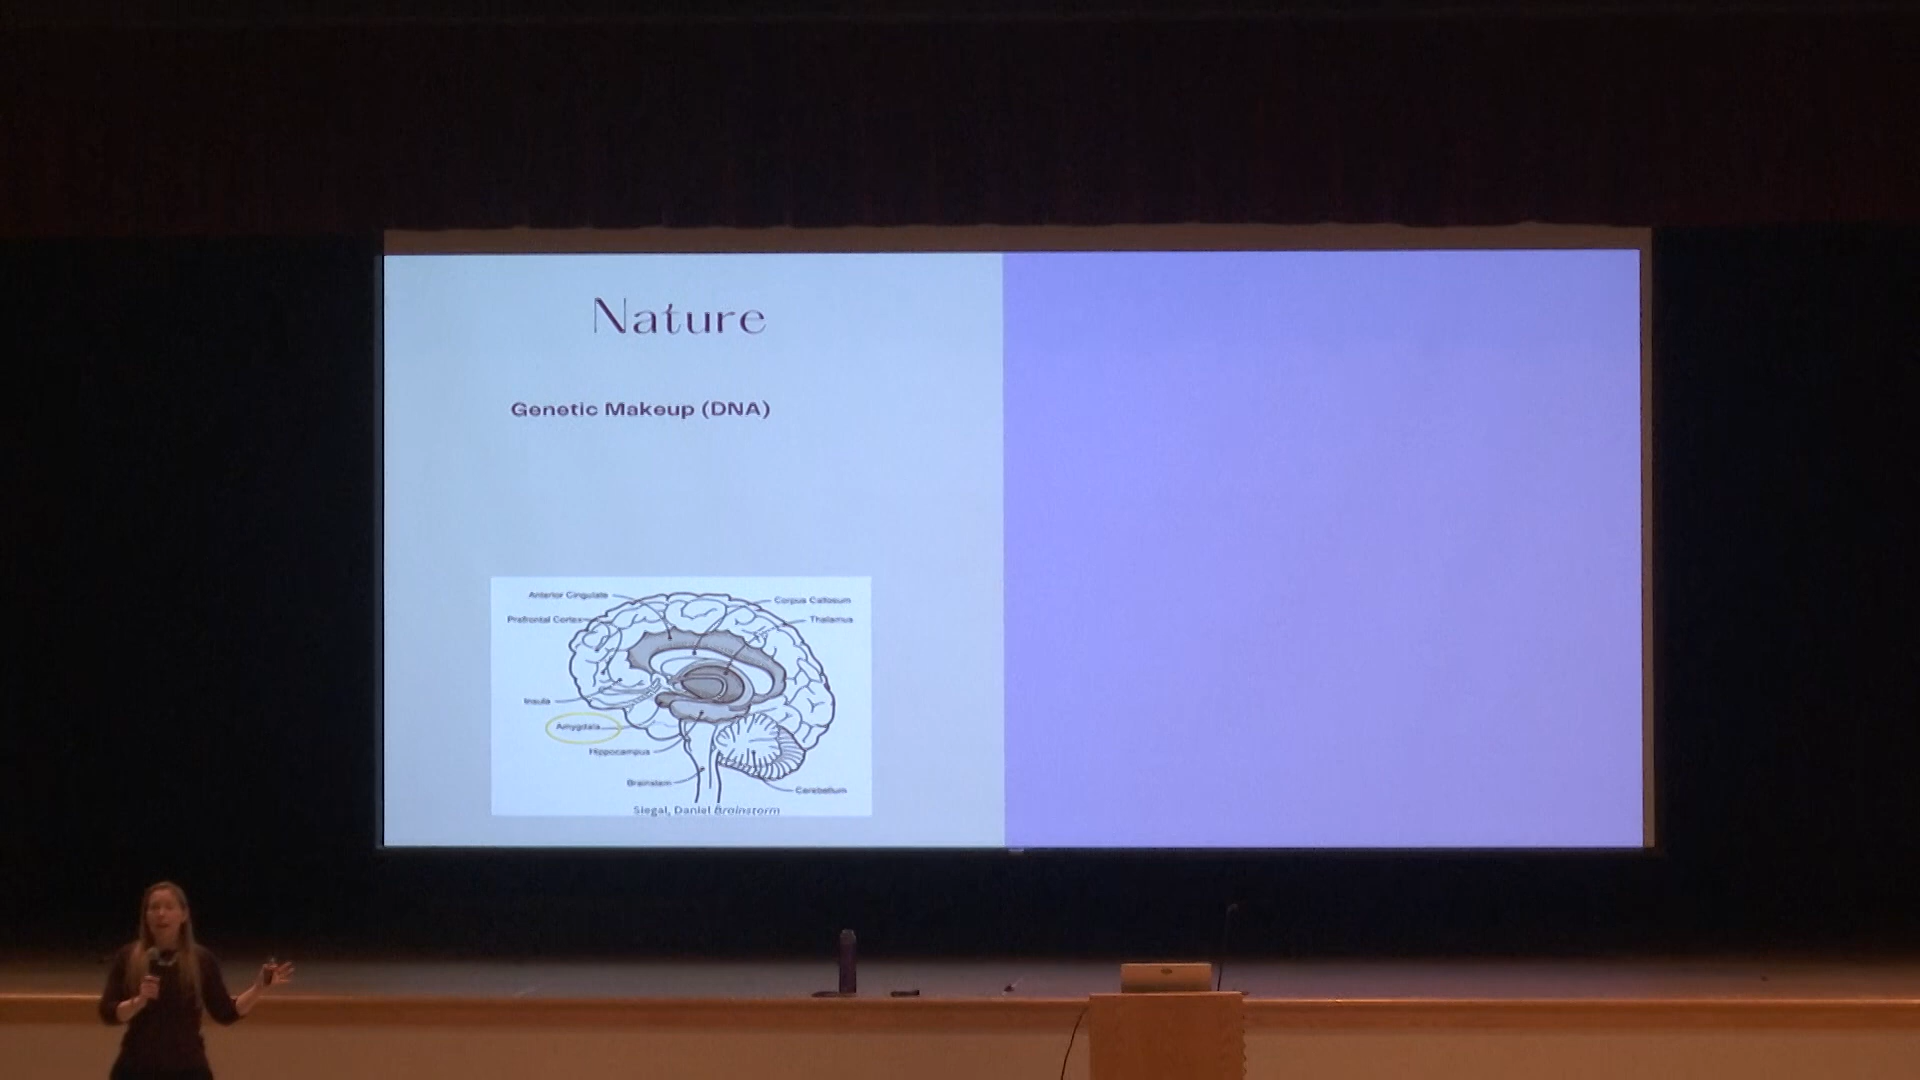 Nature
Genetic Makeup (DNA)
Anterior Cingulate
Corpus Callosum
Prefrontal Cortex
Thalamus
Insula
Amygdala
Hippocampus
Brainstem
Cerebellum
Siegal, Daniel Brainstorm